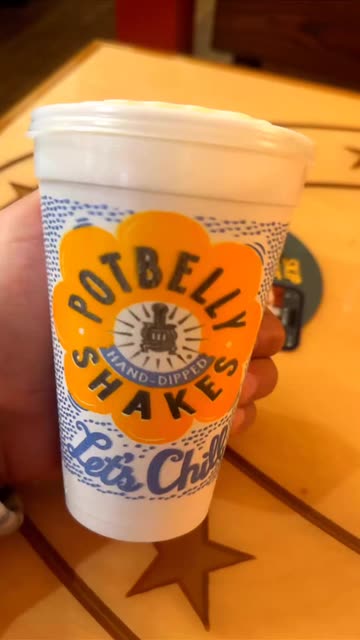 POTBELLY
HAND-DIPPED
SHAKES
Let's Chill